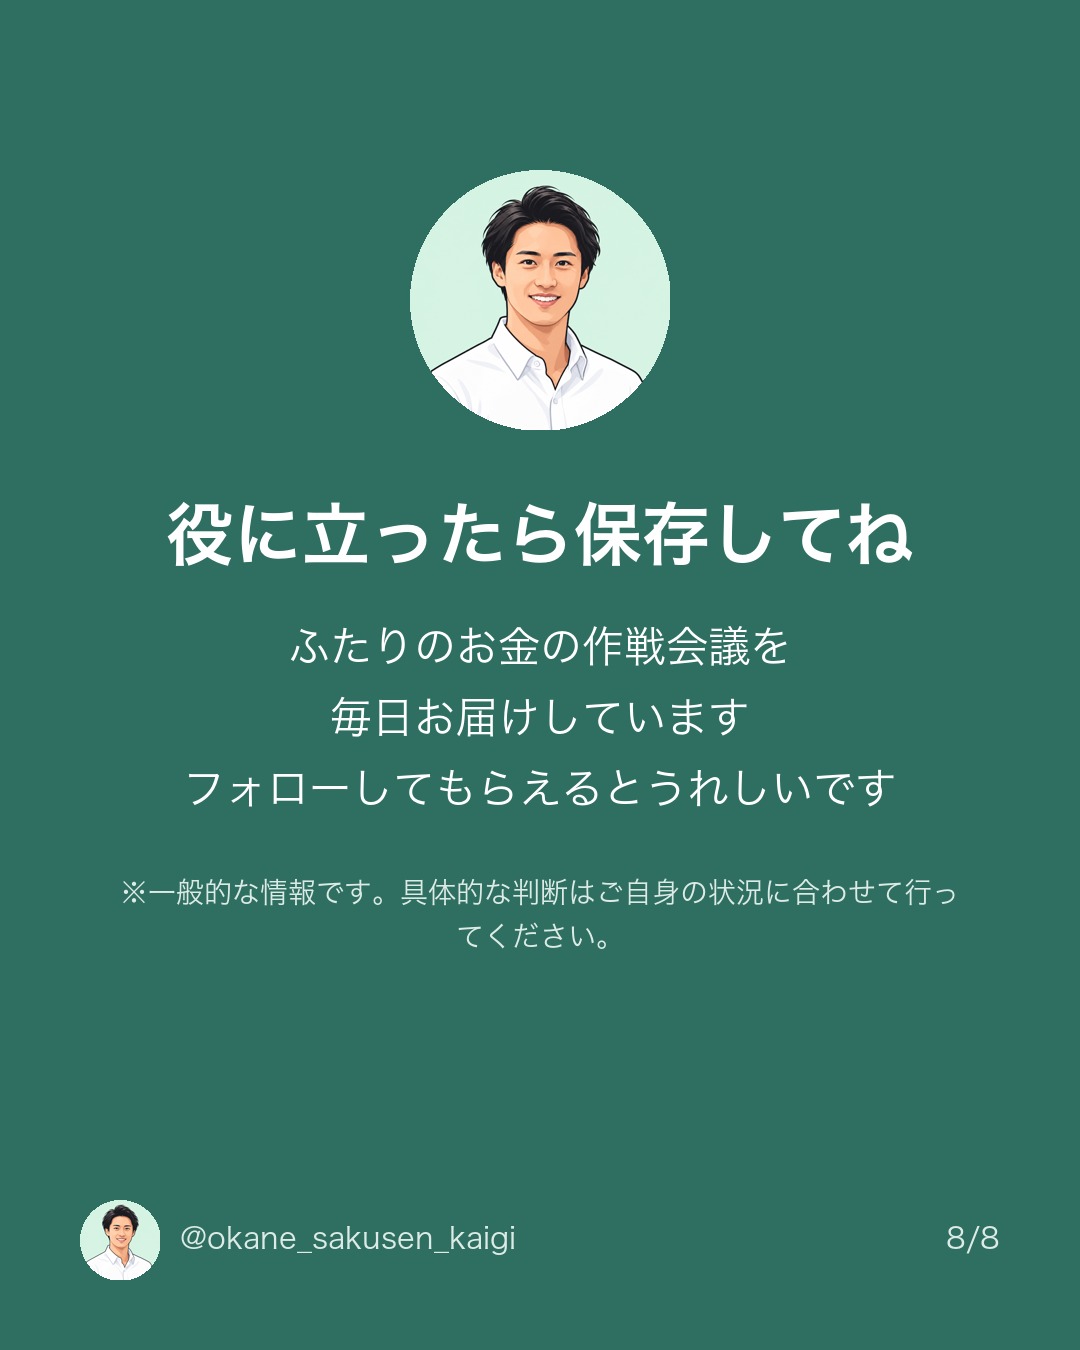 役に立ったら保存してね
ふたりのお金の作戦会議を
毎日お届けしています
フォローしてもらえるとうれしいです
※一般的な情報です。具体的な判断はご自身の状況に合わせて行っ
てください。
@okane_sakusen_kaigi
8/8